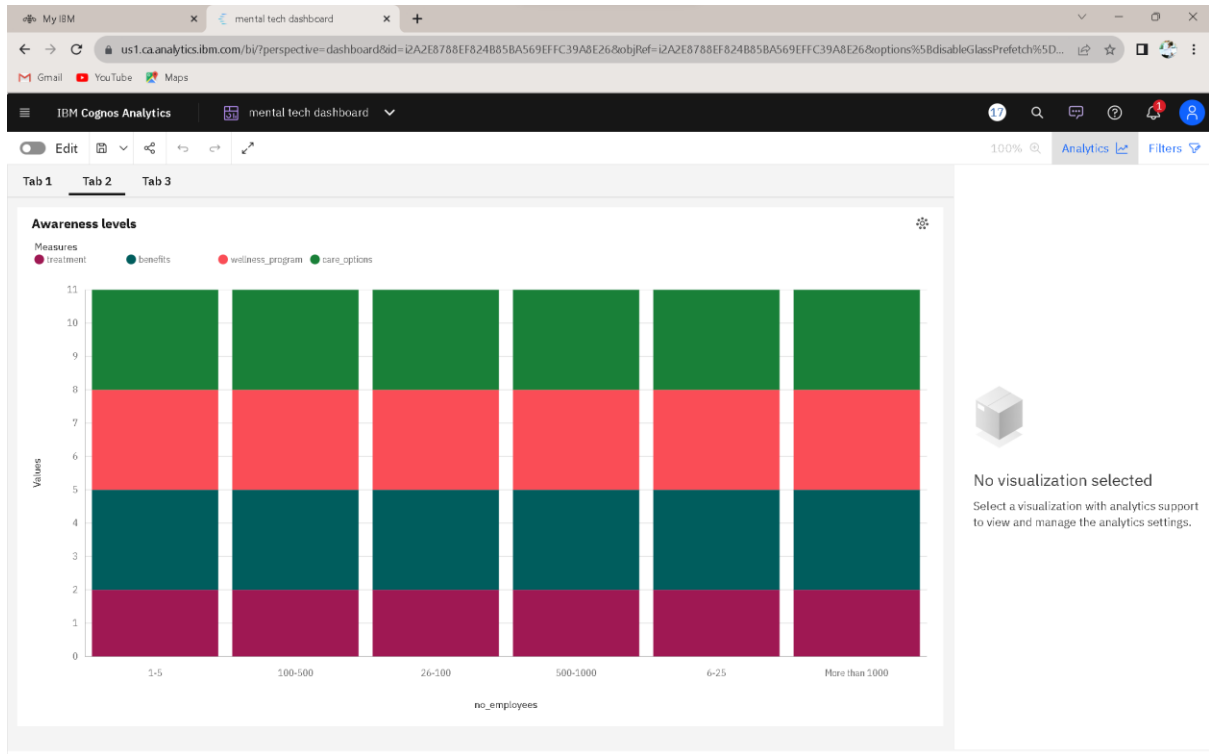 My IBM
mental tech dashboard
us1.ca.analytics.ibm.com/bi/?perspective=dashboard&id=i2A2E8788EF824B85BA569EFFC39A8E26&objRef=i2A2E8788EF824B85BA569EFFC39A8E26&options%5BdisableGlassPrefetch%5D...
Gmail YouTube Maps
IBM Cognos Analytics mental tech dashboard 17 1
Edit 100% Analytics Filters
Tab 1 Tab 2 Tab 3
Awareness levels
Measures
treatment benefits wellness_program care_options
11
10
9
8
7
6
5
4
3
2
1
0
Values
1-5 100-500 26-100 500-1000 6-25 More than 1000
no_employees
No visualization selected
Select a visualization with analytics support
to view and manage the analytics settings.